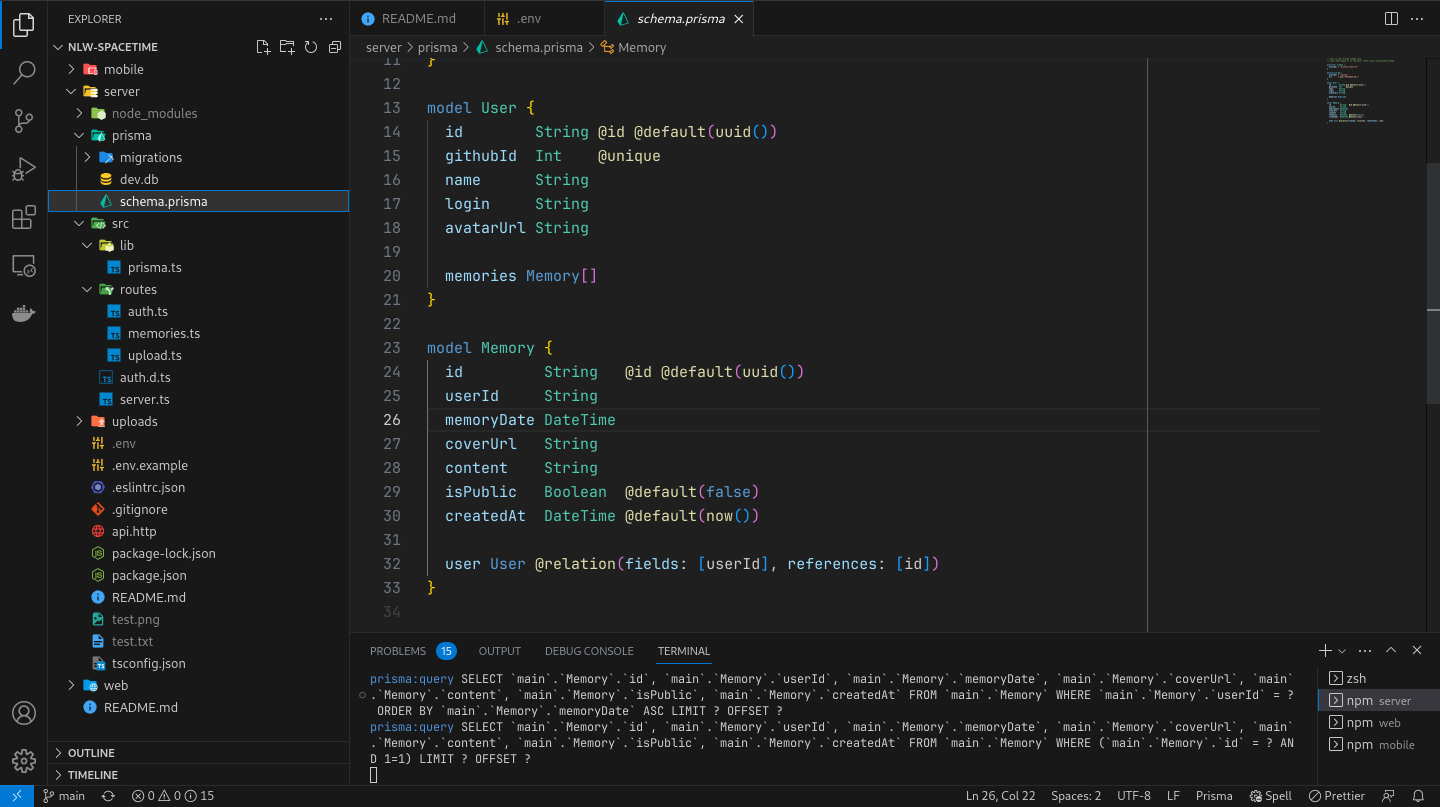 EXPLORER
NLW-SPACETIME
mobile
server
node_modules
prisma
migrations
dev.db
schema.prisma
src
lib
prisma.ts
routes
auth.ts
memories.ts
upload.ts
auth.d.ts
server.ts
uploads
.env
.env.example
.eslintrc.json
.gitignore
api.http
package-lock.json
package.json
README.md
test.png
test.txt
tsconfig.json
web
README.md
OUTLINE
TIMELINE
README.md .env schema.prisma
server > prisma > schema.prisma > Memory
11 }
12
13 model User {
14   id        String @id @default(uuid())
15   githubId  Int    @unique
16   name      String
17   login     String
18   avatarUrl String
19
20   memories Memory[]
21 }
22
23 model Memory {
24   id         String   @id @default(uuid())
25   userId     String
26   memoryDate DateTime
27   coverUrl   String
28   content    String
29   isPublic   Boolean  @default(false)
30   createdAt  DateTime @default(now())
31
32   user User @relation(fields: [userId], references: [id])
33 }
34
PROBLEMS 15 OUTPUT DEBUG CONSOLE TERMINAL
prisma:query SELECT `main`.`Memory`.`id`, `main`.`Memory`.`userId`, `main`.`Memory`.`memoryDate`, `main`.`Memory`.`coverUrl`, `main`
.`Memory`.`content`, `main`.`Memory`.`isPublic`, `main`.`Memory`.`createdAt` FROM `main`.`Memory` WHERE `main`.`Memory`.`userId` = ?
 ORDER BY `main`.`Memory`.`memoryDate` ASC LIMIT ? OFFSET ?
prisma:query SELECT `main`.`Memory`.`id`, `main`.`Memory`.`userId`, `main`.`Memory`.`memoryDate`, `main`.`Memory`.`coverUrl`, `main`
.`Memory`.`content`, `main`.`Memory`.`isPublic`, `main`.`Memory`.`createdAt` FROM `main`.`Memory` WHERE (`main`.`Memory`.`id` = ? AN
D 1=1) LIMIT ? OFFSET ?
zsh
npm server
npm web
npm mobile
main 0 0 15 Ln 26, Col 22 Spaces: 2 UTF-8 LF Prisma Spell Prettier